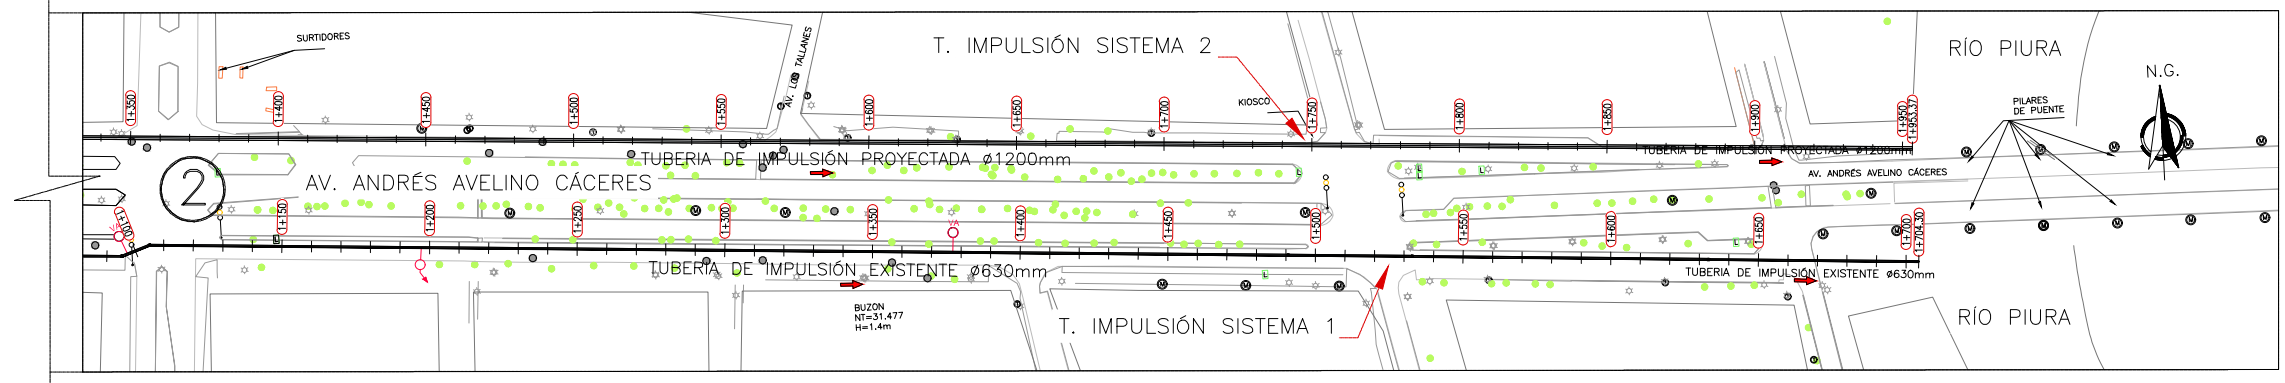 SURTIDORES
AV. LOS TALLANES
T. IMPULSIÓN SISTEMA 2
KIOSCO
RÍO PIURA
N.G.
PILARES
DE PUENTE
1+350
1+400
1+450
1+500
1+550
1+600
1+650
1+700
1+750
1+800
1+850
1+900
1+950
1+953.37
TUBERIA DE IMPULSIÓN PROYECTADA ø1200mm
TUBERIA DE IMPULSIÓN PROYECTADA ø1200mm
2
AV. ANDRÉS AVELINO CÁCERES
AV. ANDRÉS AVELINO CÁCERES
VA
1+100
1+150
1+200
1+250
1+300
1+350
VA
1+400
1+450
1+500
1+550
1+600
1+650
1+700
1+704.30
TUBERIA DE IMPULSIÓN EXISTENTE ø630mm
TUBERIA DE IMPULSIÓN EXISTENTE ø630mm
BUZON
NT=31.477
H=1.4m
T. IMPULSIÓN SISTEMA 1
RÍO PIURA